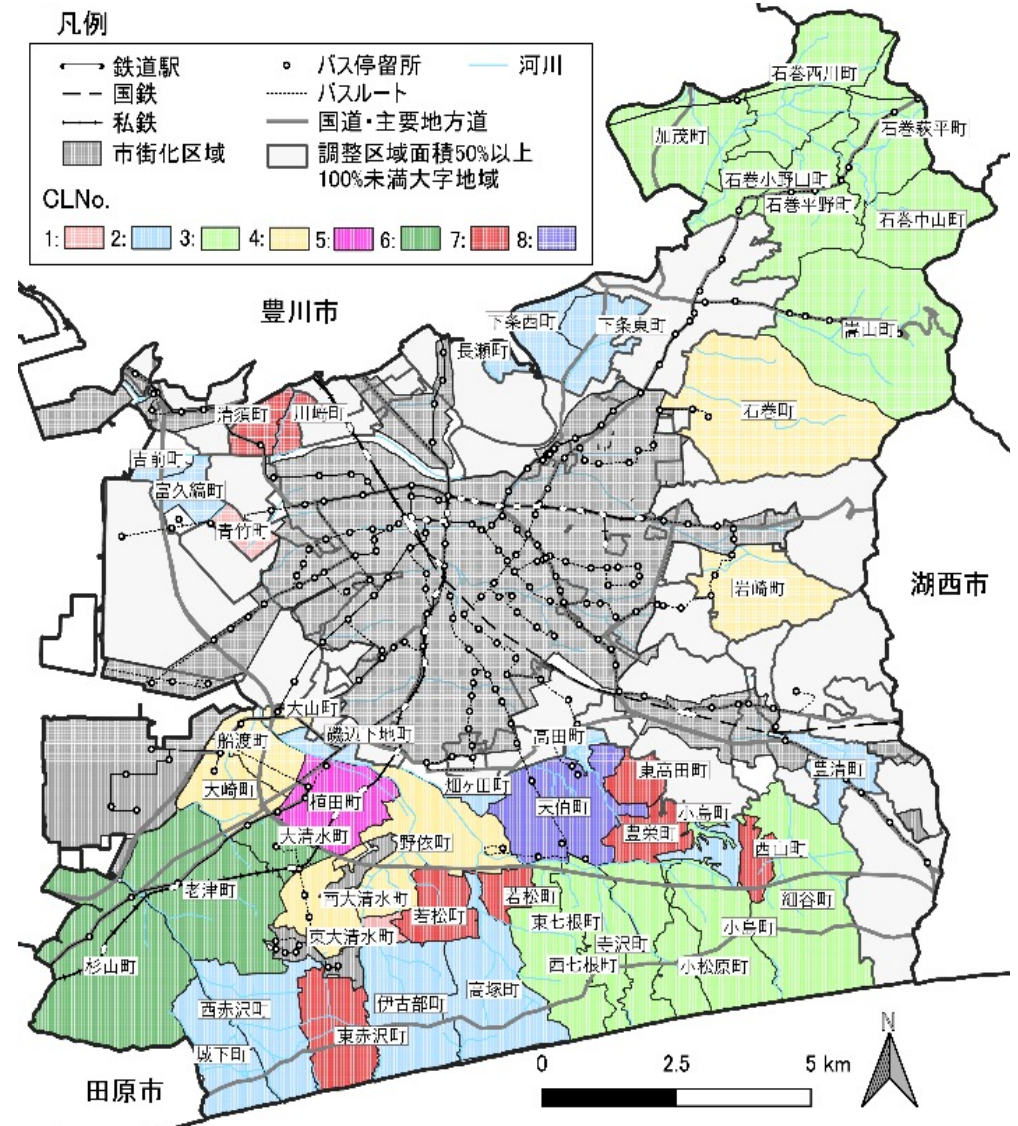 凡例
鉄道駅
バス停留所
河川
国鉄
バスルート
私鉄
国道・主要地方道
市街化区域
調整区域面積50%以上
100%未満大字地域
CLNo.
1: 2: 3: 4: 5: 6: 7: 8:
石巻西川町
加茂町
石巻萩平町
石巻小野田町
石巻平野町
石巻中山町
豊川市
下条西町
下条東町
嵩山町
長瀬町
石巻町
清須町
川崎町
吉前町
富久縞町
青竹町
岩崎町
湖西市
大山町
船渡町
磯辺下地町
高田町
東高田町
豊清町
大崎町
植田町
畑ヶ田町
天伯町
小島町
大清水町
野依町
豊栄町
西山町
老津町
南大清水町
若松町
若松町
細谷町
東大清水町
東七根町
寺沢町
小島町
杉山町
西七根町
小松原町
西赤沢町
伊古部町
高塚町
東赤沢町
城下町
田原市
N
0 2.5 5 km